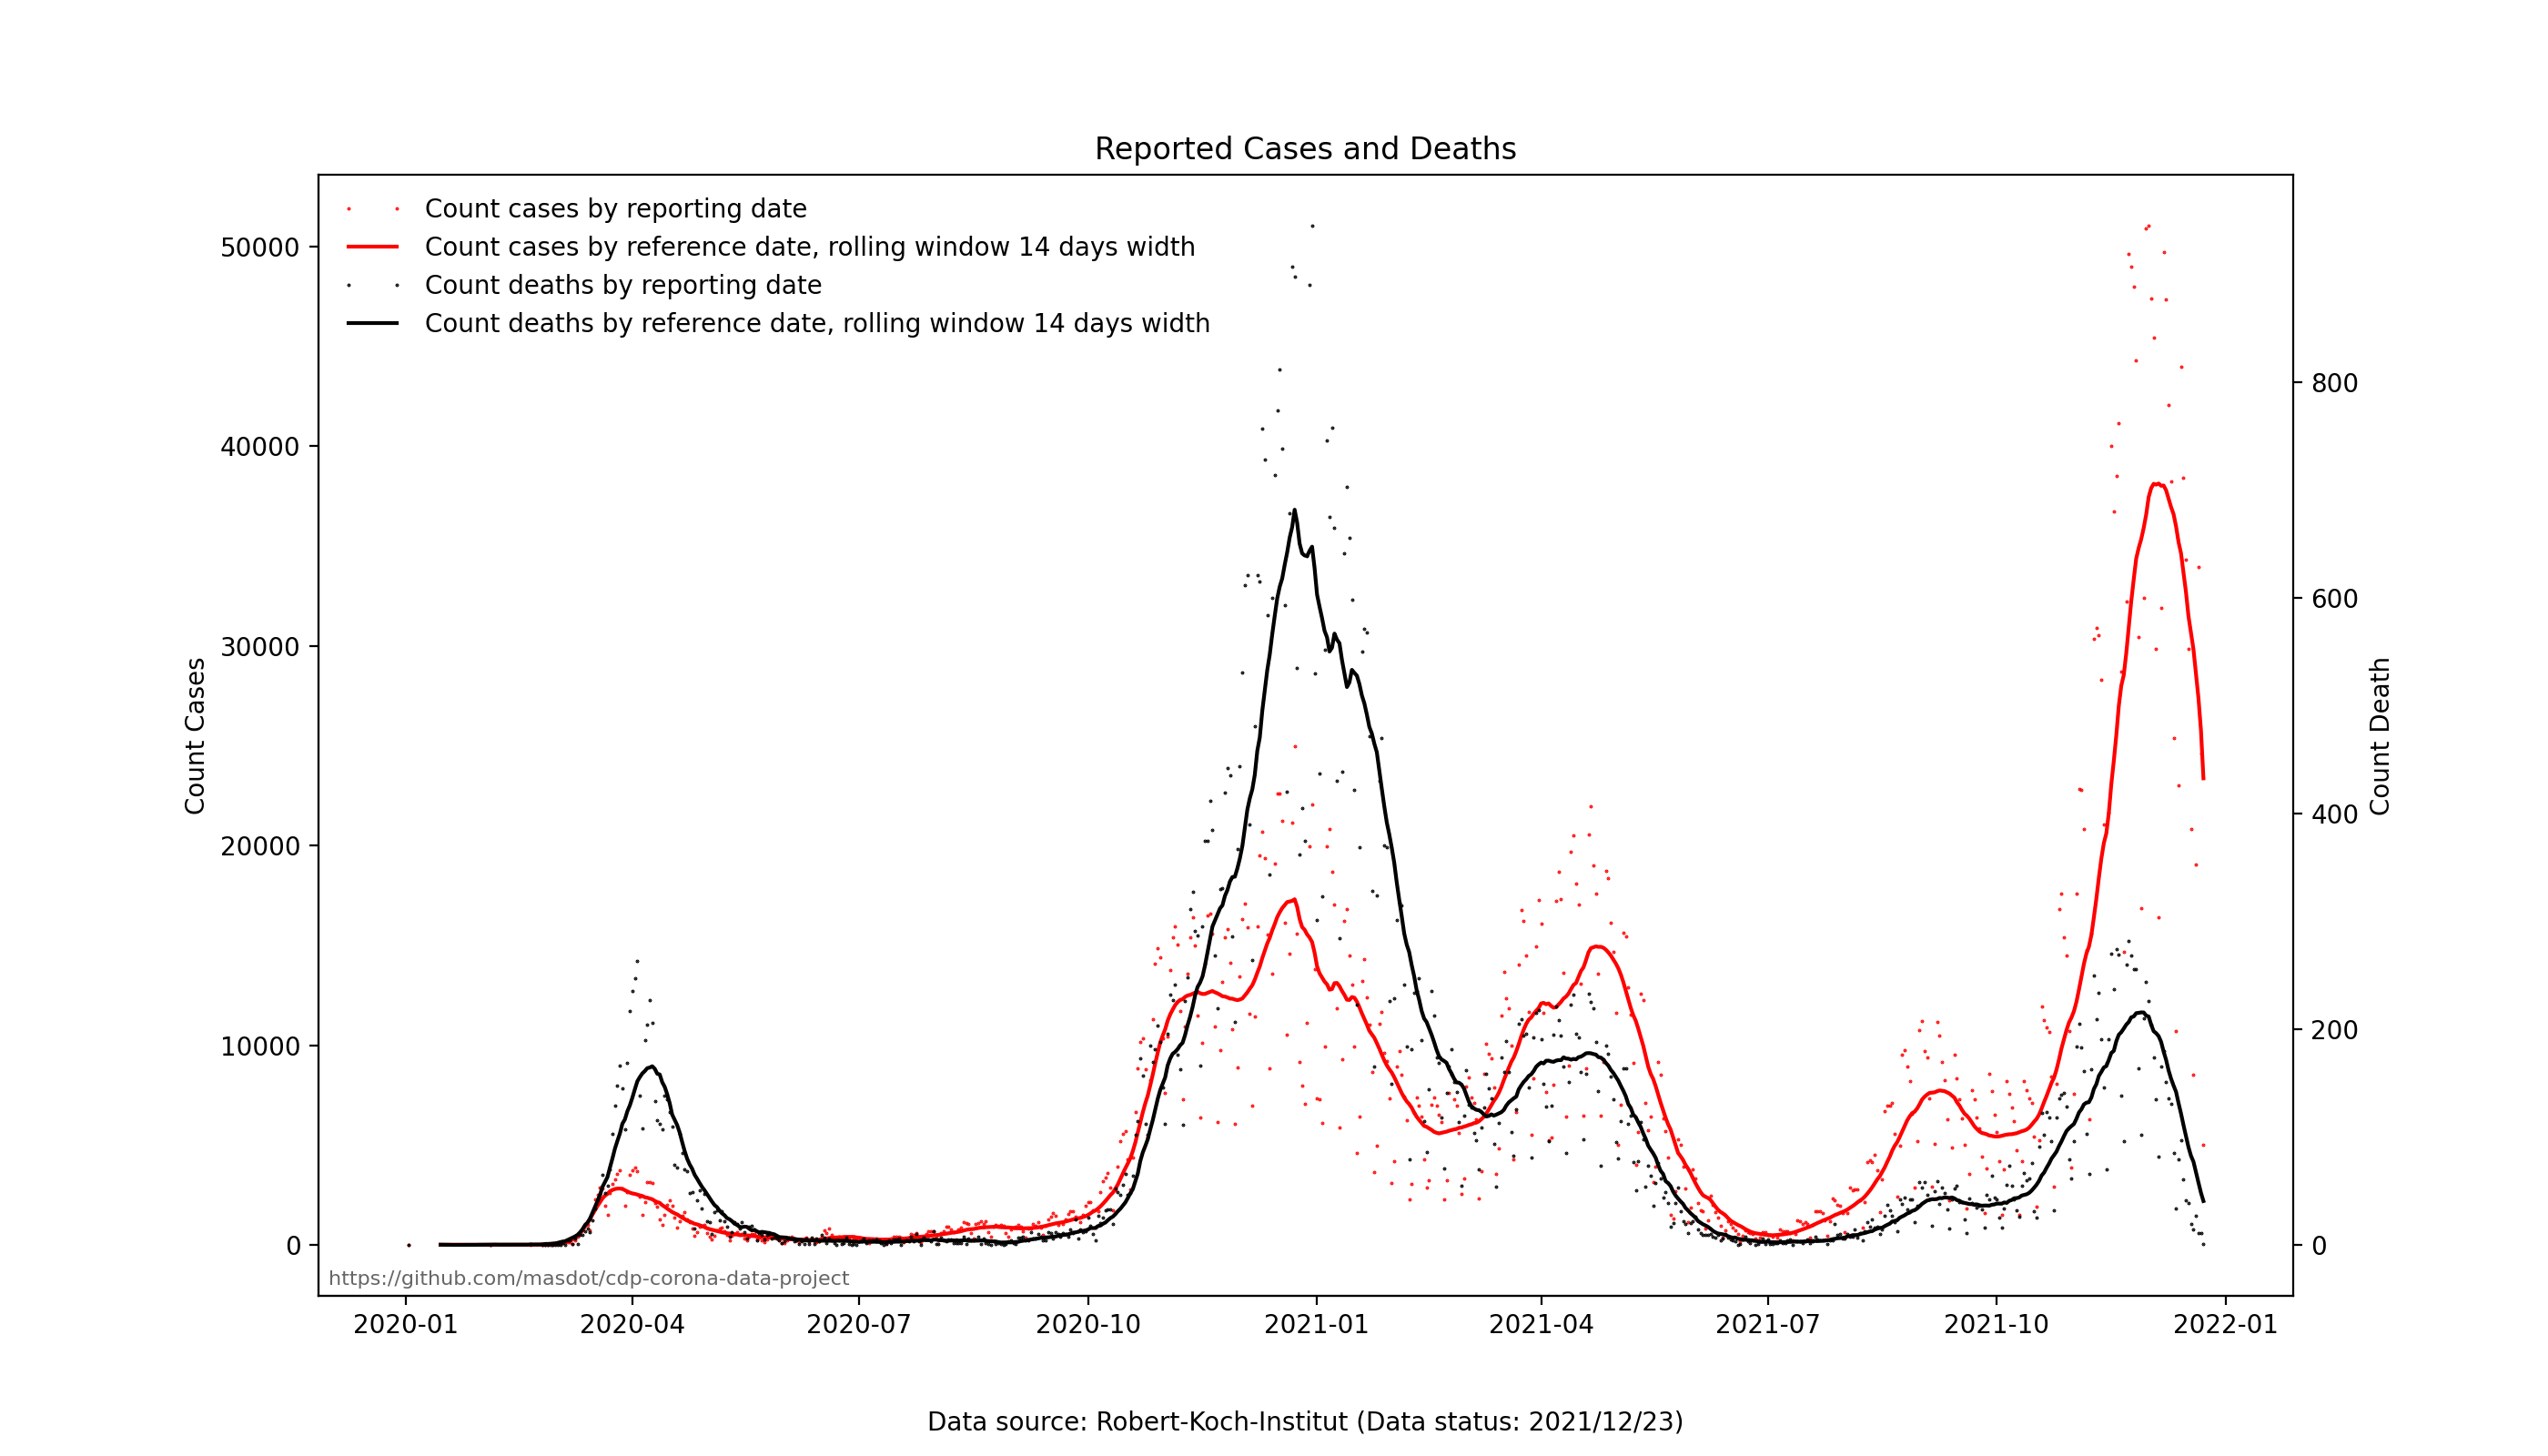 Reported Cases and Deaths
Count cases by reporting date
Count cases by reference date, rolling window 14 days width
Count deaths by reporting date
Count deaths by reference date, rolling window 14 days width
50000
40000
30000
20000
10000
0
Count Cases
800
600
400
200
0
Count Death
https://github.com/masdot/cdp-corona-data-project
2020-01 2020-04 2020-07 2020-10 2021-01 2021-04 2021-07 2021-10 2022-01
Data source: Robert-Koch-Institut (Data status: 2021/12/23)